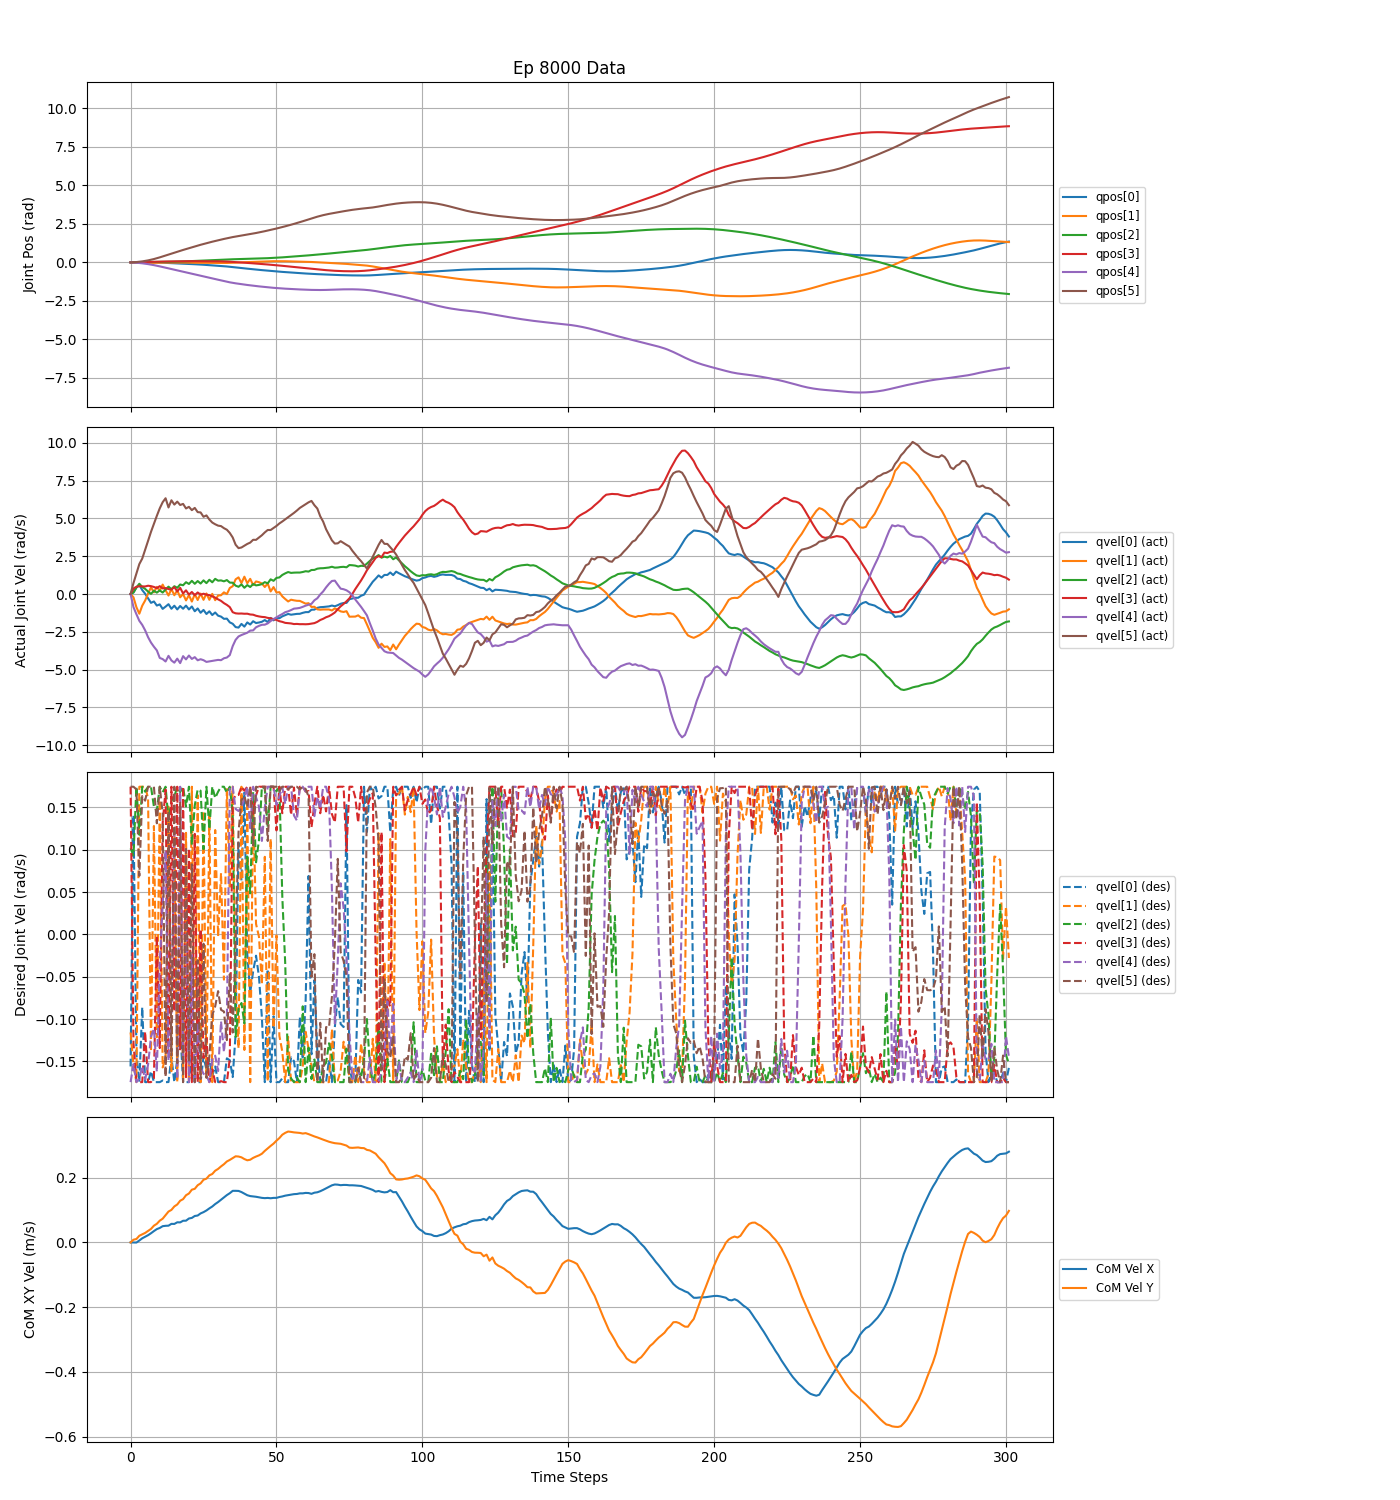 Ep 8000 Data
10.0
7.5
5.0
2.5
0.0
−2.5
−5.0
−7.5
Joint Pos (rad)
qpos[0]
qpos[1]
qpos[2]
qpos[3]
qpos[4]
qpos[5]
10.0
7.5
5.0
2.5
0.0
−2.5
−5.0
−7.5
−10.0
Actual Joint Vel (rad/s)
qvel[0] (act)
qvel[1] (act)
qvel[2] (act)
qvel[3] (act)
qvel[4] (act)
qvel[5] (act)
0.15
0.10
0.05
0.00
−0.05
−0.10
−0.15
Desired Joint Vel (rad/s)
qvel[0] (des)
qvel[1] (des)
qvel[2] (des)
qvel[3] (des)
qvel[4] (des)
qvel[5] (des)
0.2
0.0
−0.2
−0.4
−0.6
CoM XY Vel (m/s)
CoM Vel X
CoM Vel Y
0 50 100 150 200 250 300
Time Steps